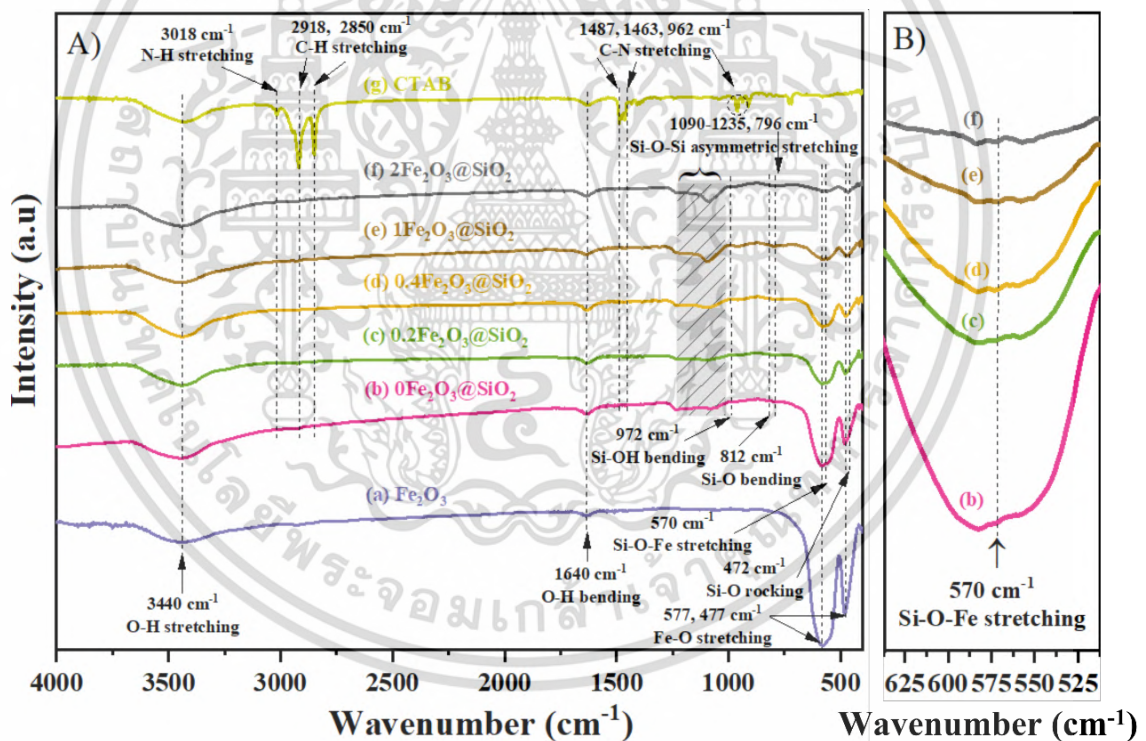 A)
3018 cm⁻¹
N-H stretching
2918, 2850 cm⁻¹
C-H stretching
1487, 1463, 962 cm⁻¹
C-N stretching
(g) CTAB
1090-1235, 796 cm⁻¹
Si-O-Si asymmetric stretching
(f) 2Fe₂O₃@SiO₂
(e) 1Fe₂O₃@SiO₂
(d) 0.4Fe₂O₃@SiO₂
(c) 0.2Fe₂O₃@SiO₂
(b) 0Fe₂O₃@SiO₂
972 cm⁻¹
Si-OH bending
812 cm⁻¹
Si-O bending
(a) Fe₂O₃
570 cm⁻¹
Si-O-Fe stretching
472 cm⁻¹
Si-O rocking
577, 477 cm⁻¹
Fe-O stretching
3440 cm⁻¹
O-H stretching
1640 cm⁻¹
O-H bending
Intensity (a.u)
4000 3500 3000 2500 2000 1500 1000 500
Wavenumber (cm⁻¹)
B)
(f)
(e)
(d)
(c)
(b)
570 cm⁻¹
Si-O-Fe stretching
625 600 575 550 525
Wavenumber (cm⁻¹)